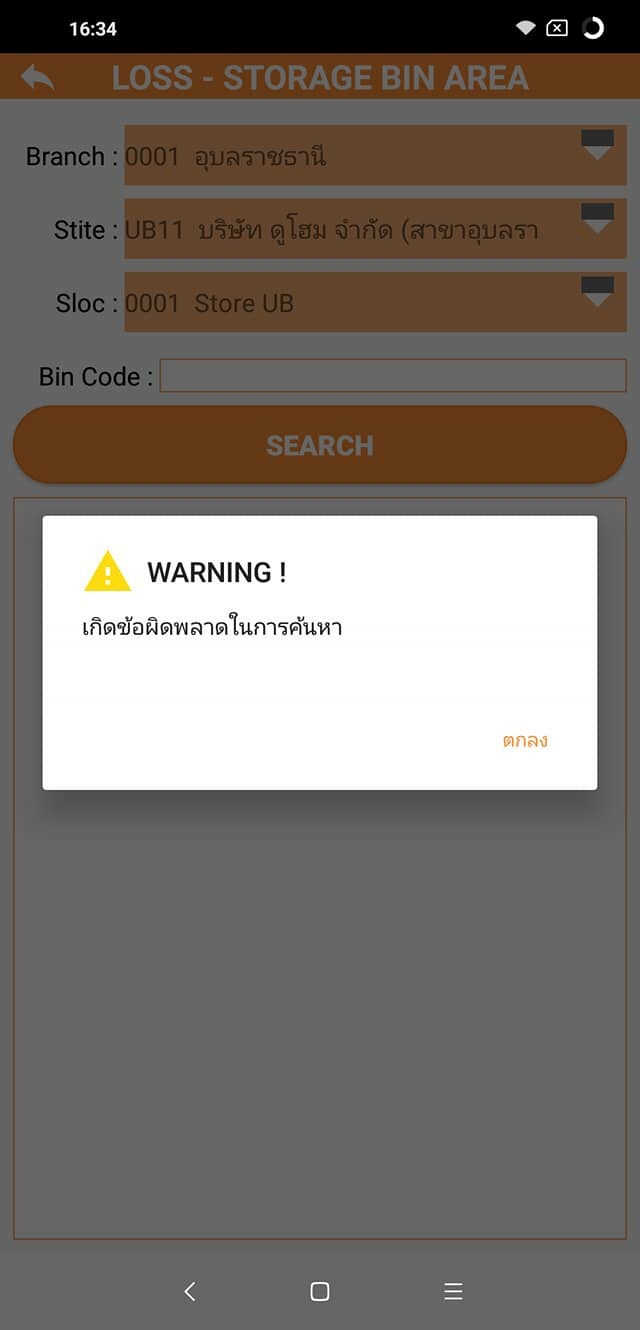 16:34
LOSS - STORAGE BIN AREA
Branch : 0001 อุบลราชธานี
Stite : UB11 บริษัท ดูโฮม จำกัด (สาขาอุบลรา
Sloc : 0001 Store UB
Bin Code :
SEARCH
WARNING !
เกิดข้อผิดพลาดในการค้นหา
ตกลง